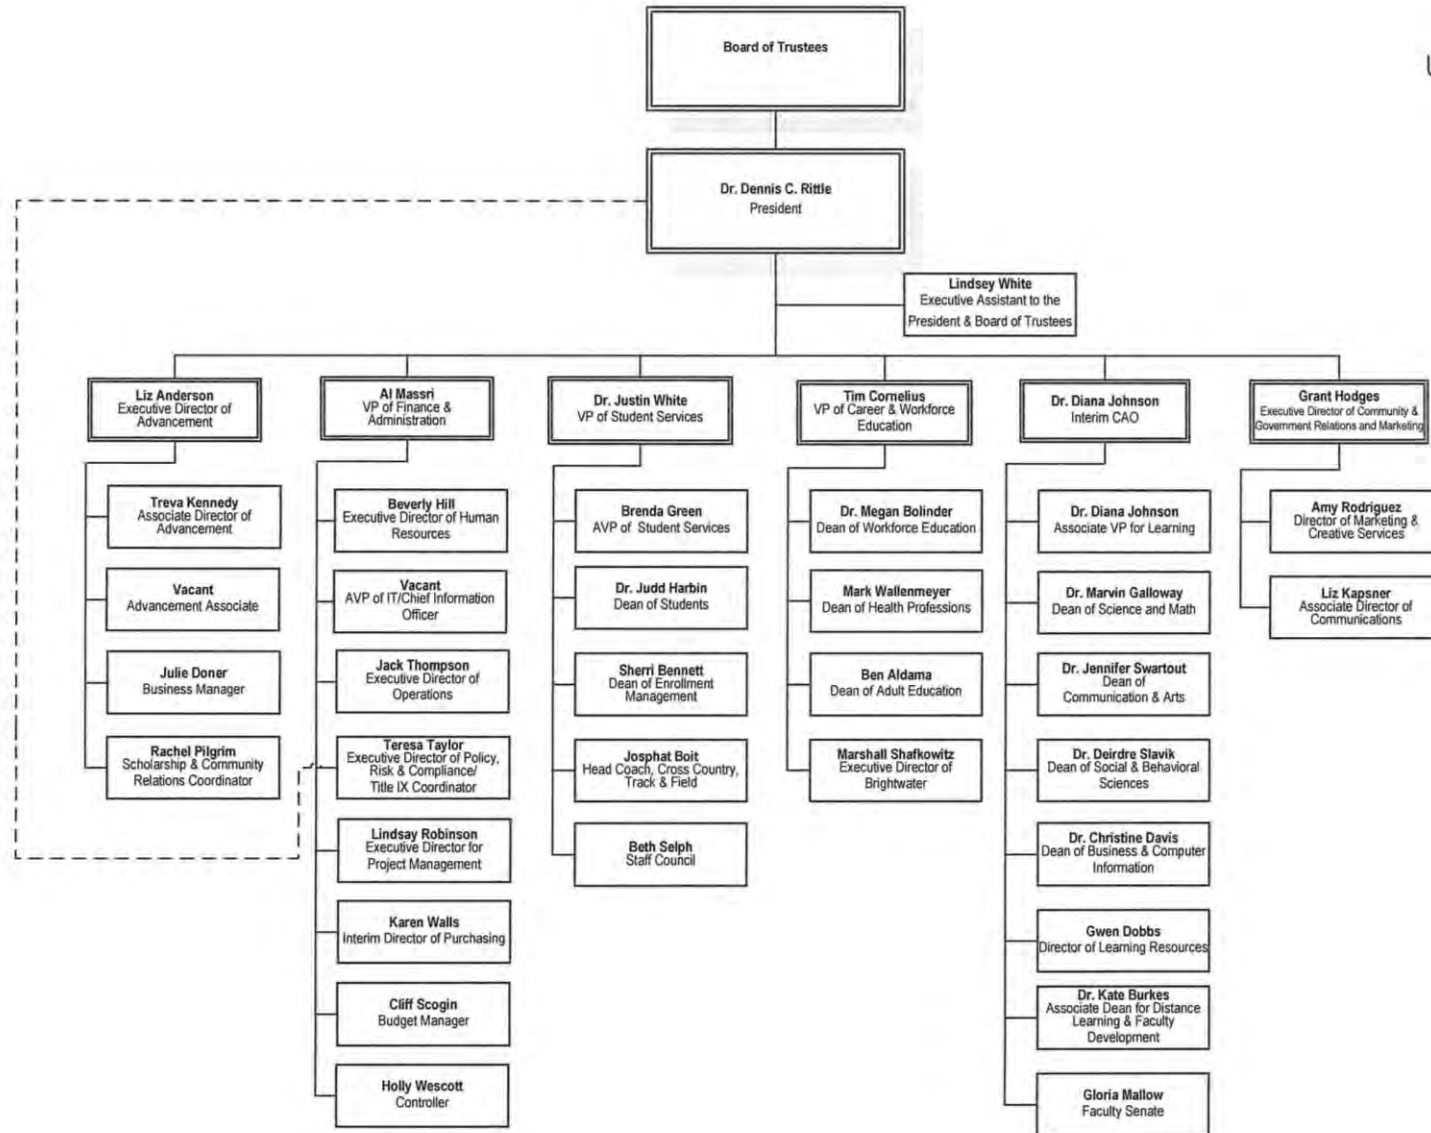 Board of Trustees
Dr. Dennis C. Rittle
President
Lindsey White
Executive Assistant to the
President & Board of Trustees
Liz Anderson
Executive Director of
Advancement
Al Massri
VP of Finance &
Administration
Dr. Justin White
VP of Student Services
Tim Cornelius
VP of Career & Workforce
Education
Dr. Diana Johnson
Interim CAO
Grant Hodges
Executive Director of Community &
Government Relations and Marketing
Treva Kennedy
Associate Director of
Advancement
Vacant
Advancement Associate
Julie Doner
Business Manager
Rachel Pilgrim
Scholarship & Community
Relations Coordinator
Beverly Hill
Executive Director of Human
Resources
Vacant
AVP of IT/Chief Information
Officer
Jack Thompson
Executive Director of
Operations
Teresa Taylor
Executive Director of Policy,
Risk & Compliance/
Title IX Coordinator
Lindsay Robinson
Executive Director for
Project Management
Karen Walls
Interim Director of Purchasing
Cliff Scogin
Budget Manager
Holly Wescott
Controller
Brenda Green
AVP of Student Services
Dr. Judd Harbin
Dean of Students
Sherri Bennett
Dean of Enrollment
Management
Josphat Boit
Head Coach, Cross Country,
Track & Field
Beth Selph
Staff Council
Dr. Megan Bolinder
Dean of Workforce Education
Mark Wallenmeyer
Dean of Health Professions
Ben Aldama
Dean of Adult Education
Marshall Shafkowitz
Executive Director of
Brightwater
Dr. Diana Johnson
Associate VP for Learning
Dr. Marvin Galloway
Dean of Science and Math
Dr. Jennifer Swartout
Dean of
Communication & Arts
Dr. Deirdre Slavik
Dean of Social & Behavioral
Sciences
Dr. Christine Davis
Dean of Business & Computer
Information
Gwen Dobbs
Director of Learning Resources
Dr. Kate Burkes
Associate Dean for Distance
Learning & Faculty
Development
Gloria Mallow
Faculty Senate
Amy Rodriguez
Director of Marketing &
Creative Services
Liz Kapsner
Associate Director of
Communications